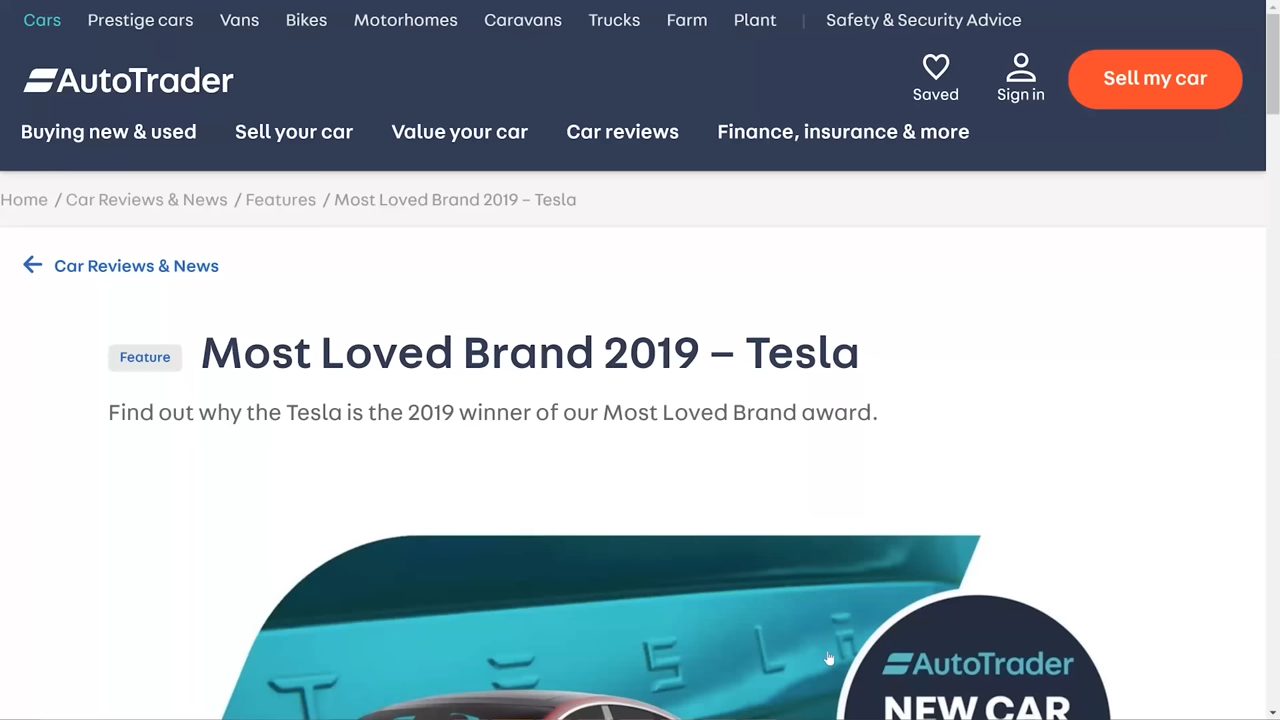 Cars Prestige cars Vans Bikes Motorhomes Caravans Trucks Farm Plant | Safety & Security Advice
AutoTrader
Saved
Sign in
Sell my car
Buying new & used Sell your car Value your car Car reviews Finance, insurance & more
Home / Car Reviews & News / Features / Most Loved Brand 2019 – Tesla
← Car Reviews & News
Feature
Most Loved Brand 2019 – Tesla
Find out why the Tesla is the 2019 winner of our Most Loved Brand award.
TESLA
AutoTrader
NEW CAR